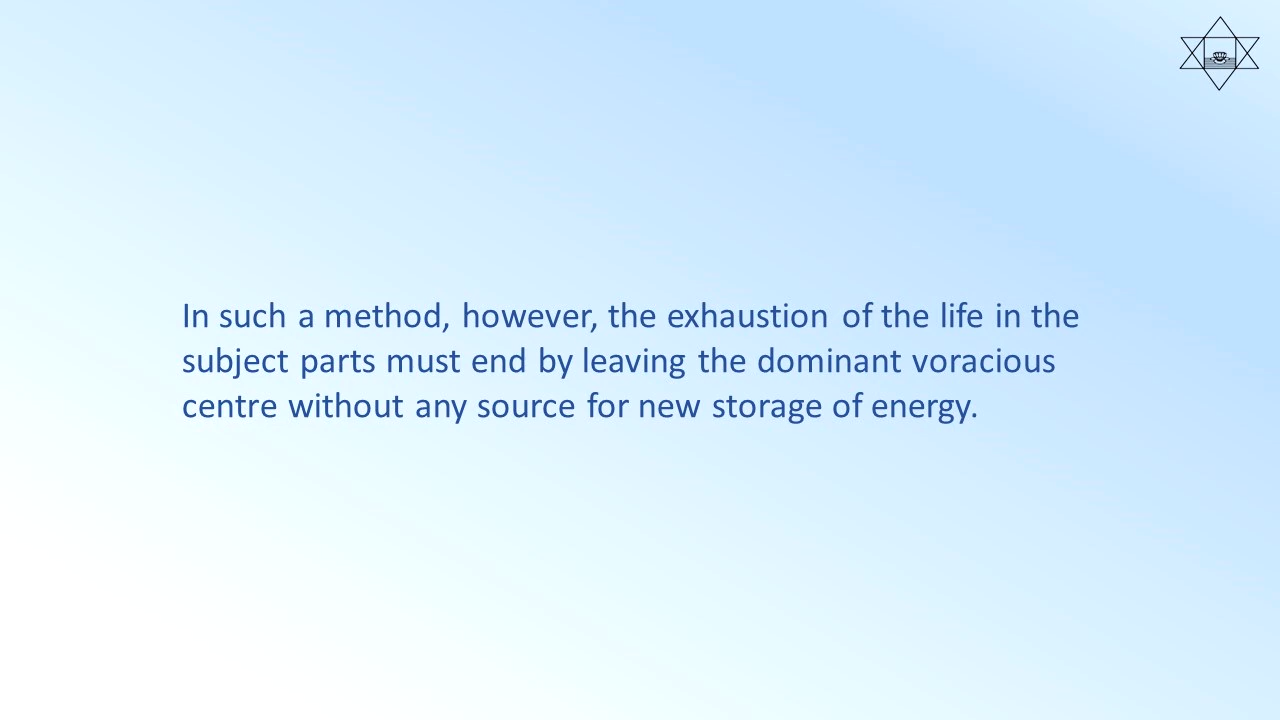 In such a method, however, the exhaustion of the life in the
subject parts must end by leaving the dominant voracious
centre without any source for new storage of energy.